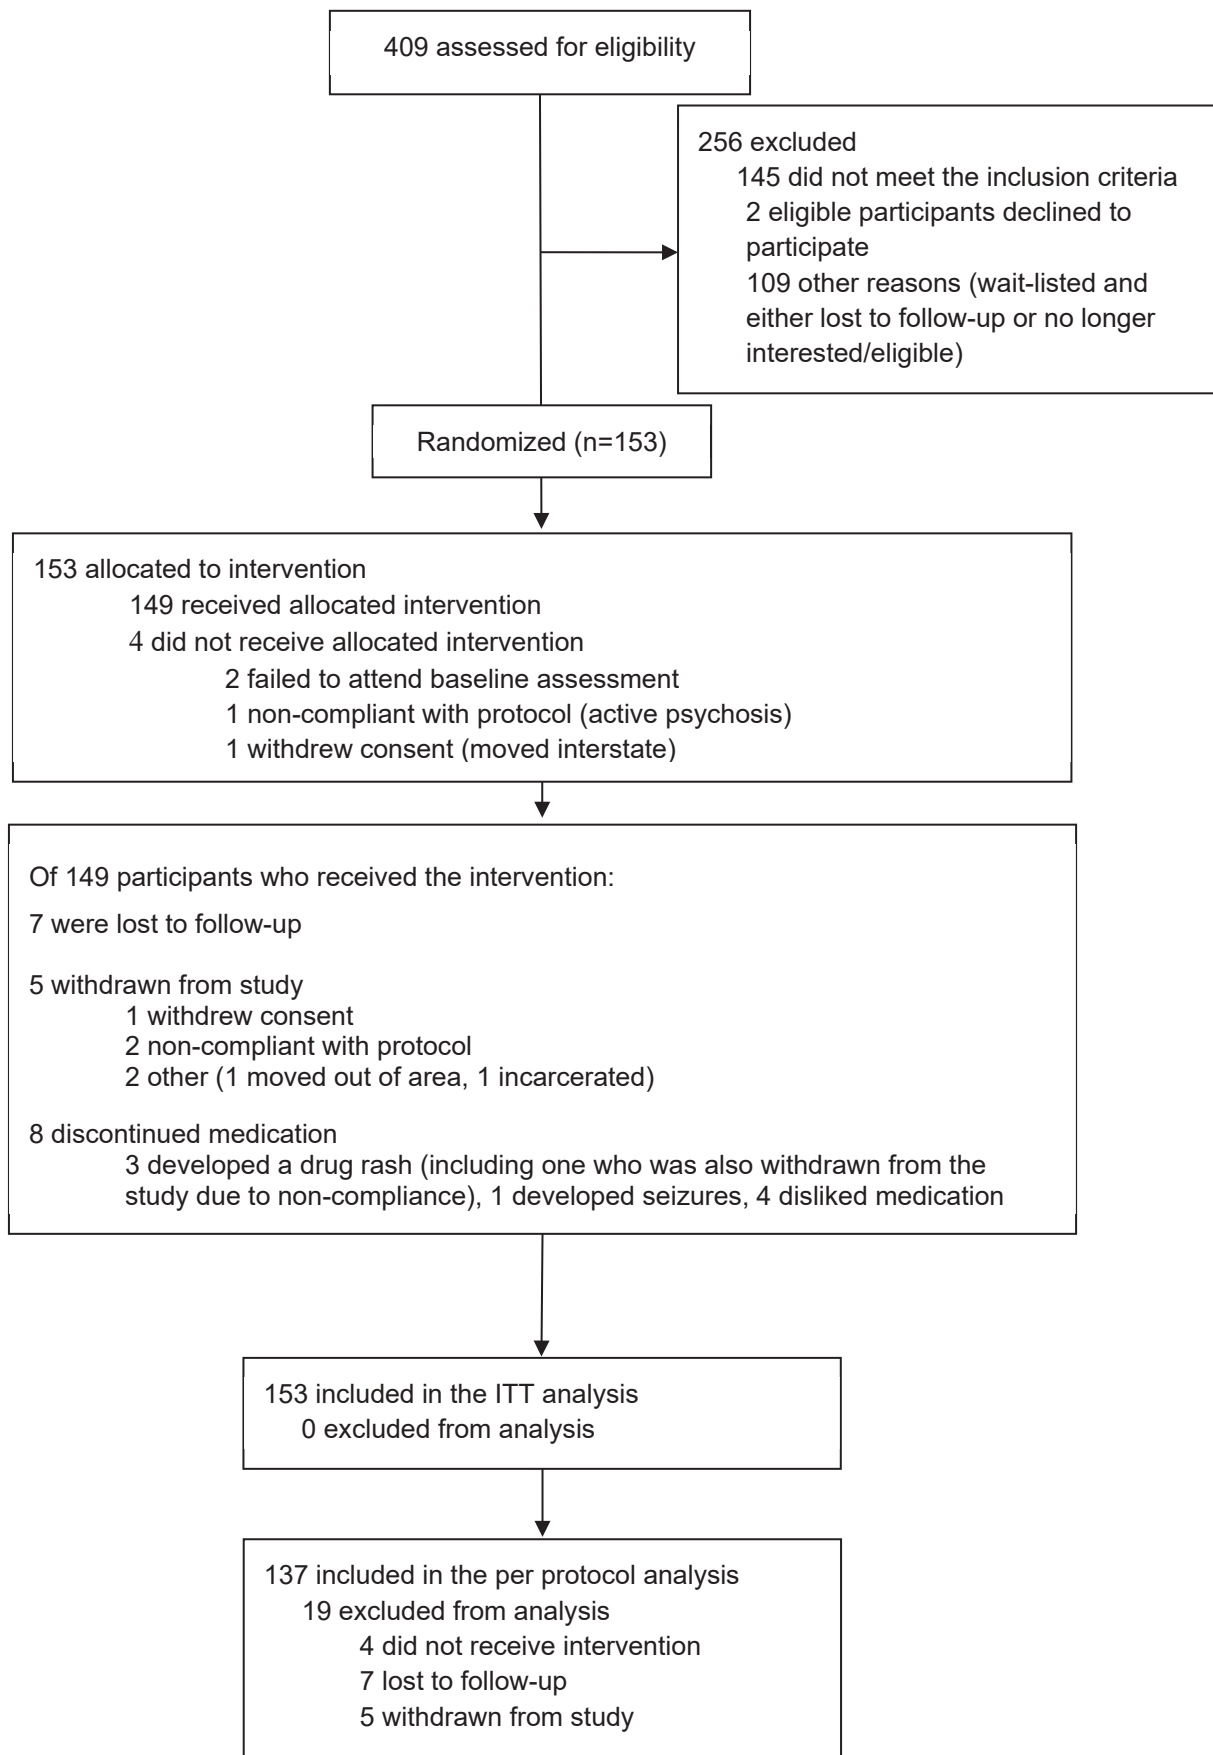 409 assessed for eligibility
256 excluded
145 did not meet the inclusion criteria
2 eligible participants declined to
participate
109 other reasons (wait-listed and
either lost to follow-up or no longer
interested/eligible)
Randomized (n=153)
153 allocated to intervention
149 received allocated intervention
4 did not receive allocated intervention
2 failed to attend baseline assessment
1 non-compliant with protocol (active psychosis)
1 withdrew consent (moved interstate)
Of 149 participants who received the intervention:
7 were lost to follow-up
5 withdrawn from study
1 withdrew consent
2 non-compliant with protocol
2 other (1 moved out of area, 1 incarcerated)
8 discontinued medication
3 developed a drug rash (including one who was also withdrawn from the
study due to non-compliance), 1 developed seizures, 4 disliked medication
153 included in the ITT analysis
0 excluded from analysis
137 included in the per protocol analysis
19 excluded from analysis
4 did not receive intervention
7 lost to follow-up
5 withdrawn from study